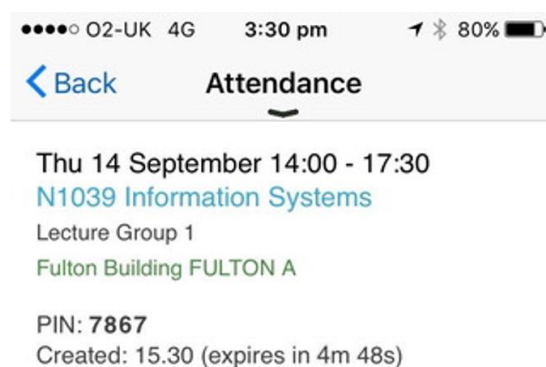 O2-UK 4G 3:30 pm 80%
Back Attendance
Thu 14 September 14:00 - 17:30
N1039 Information Systems
Lecture Group 1
Fulton Building FULTON A
PIN: 7867
Created: 15.30 (expires in 4m 48s)